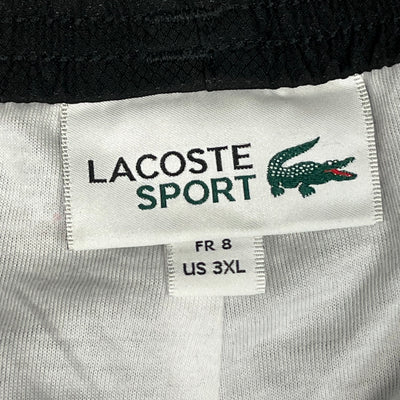 LACOSTE
SPORT
FR 8
US 3XL